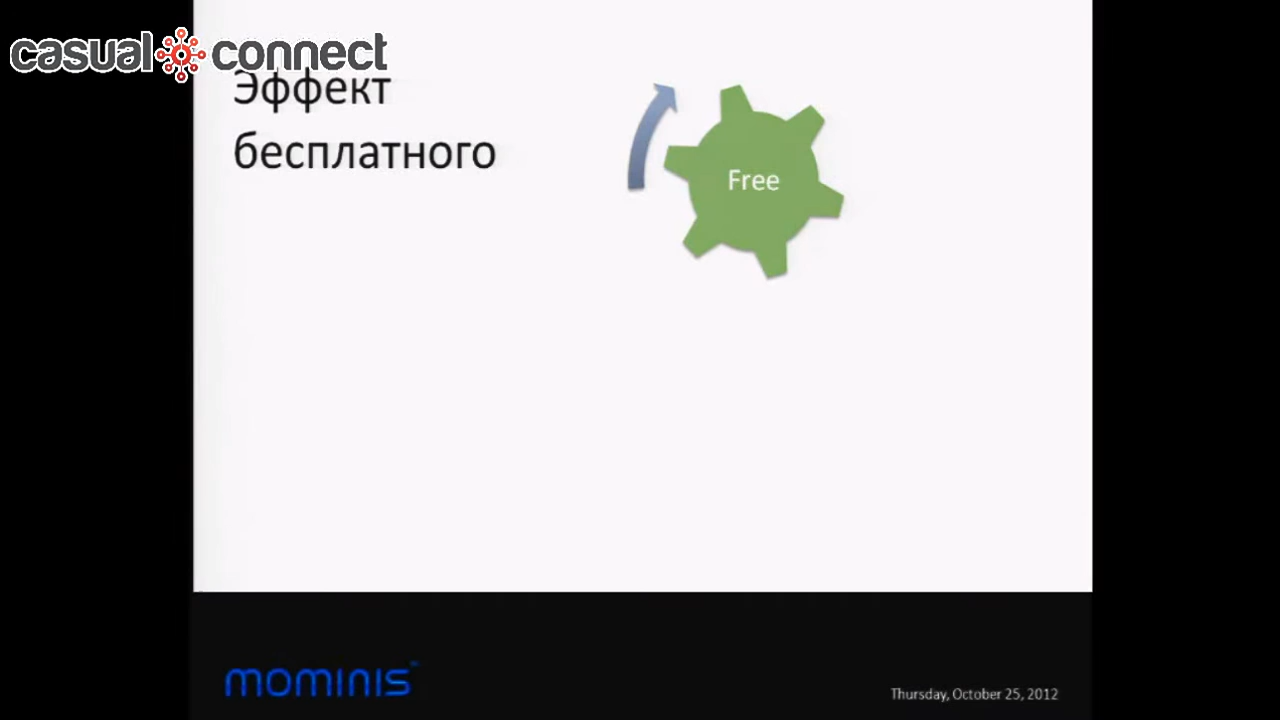 casual connect
Эффект
бесплатного
Free
mominis
Thursday, October 25, 2012